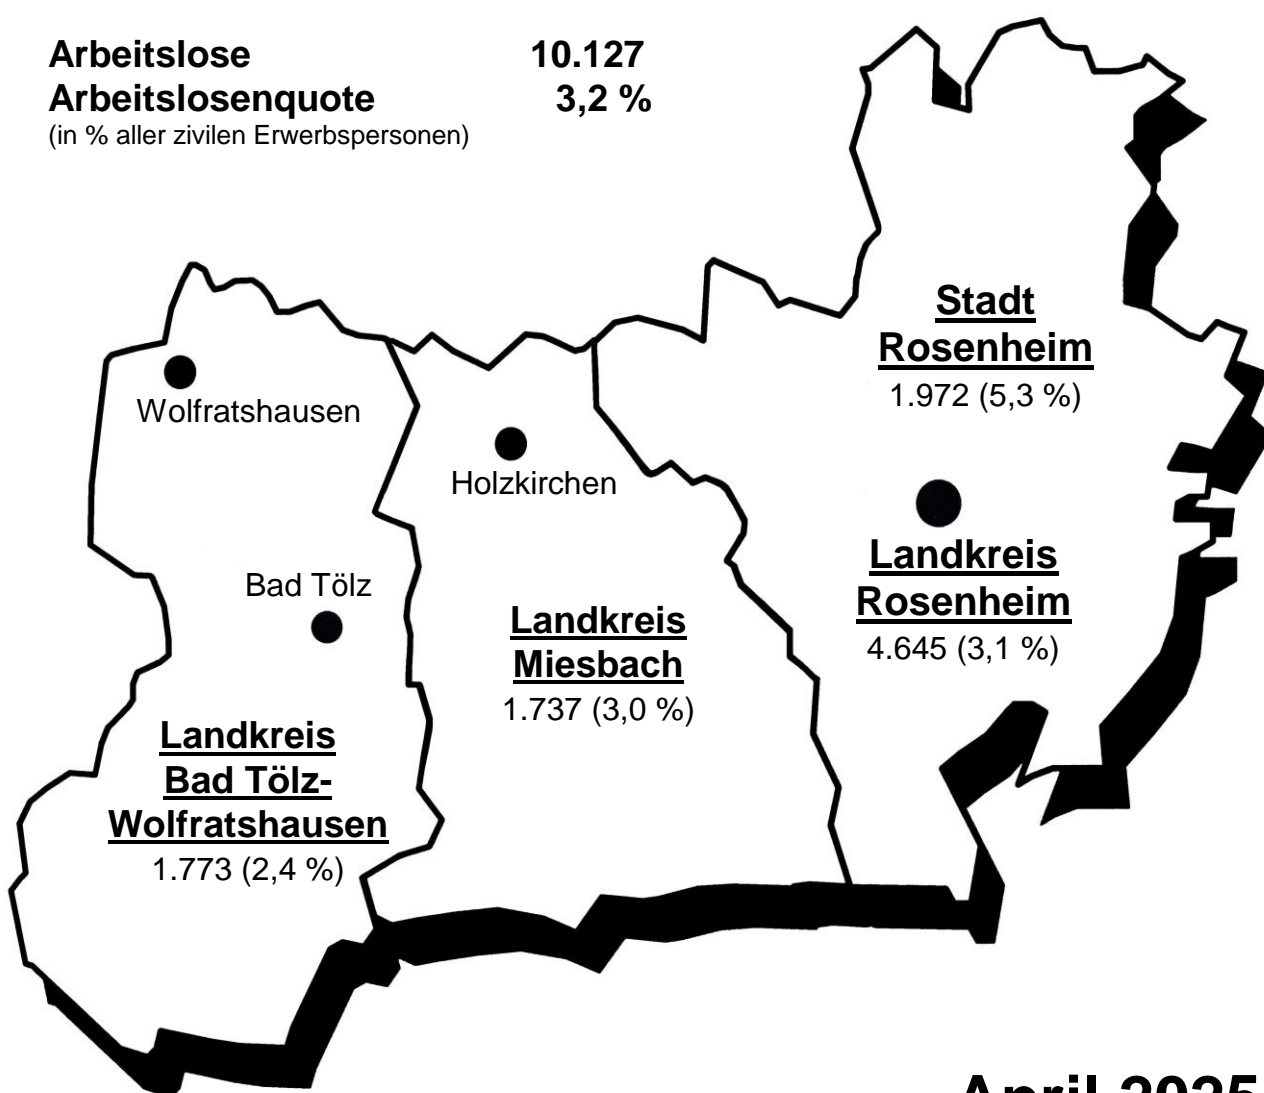 Arbeitslose 10.127
Arbeitslosenquote 3,2 %
(in % aller zivilen Erwerbspersonen)
Stadt
Rosenheim
1.972 (5,3 %)
Wolfratshausen
Holzkirchen
Landkreis
Rosenheim
4.645 (3,1 %)
Bad Tölz
Landkreis
Miesbach
1.737 (3,0 %)
Landkreis
Bad Tölz-
Wolfratshausen
1.773 (2,4 %)
April 2025